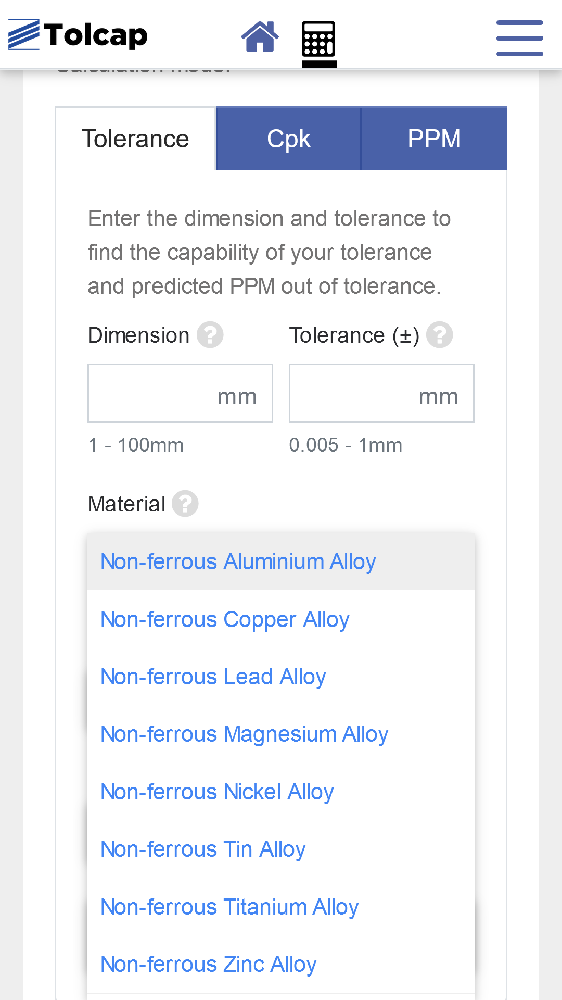 Tolcap
Calculation mode:
Tolerance
Cpk
PPM
Enter the dimension and tolerance to
find the capability of your tolerance
and predicted PPM out of tolerance.
Dimension ?
Tolerance (±) ?
mm
mm
1 - 100mm
0.005 - 1mm
Material ?
Non-ferrous Aluminium Alloy
Non-ferrous Copper Alloy
Non-ferrous Lead Alloy
Non-ferrous Magnesium Alloy
Non-ferrous Nickel Alloy
Non-ferrous Tin Alloy
Non-ferrous Titanium Alloy
Non-ferrous Zinc Alloy